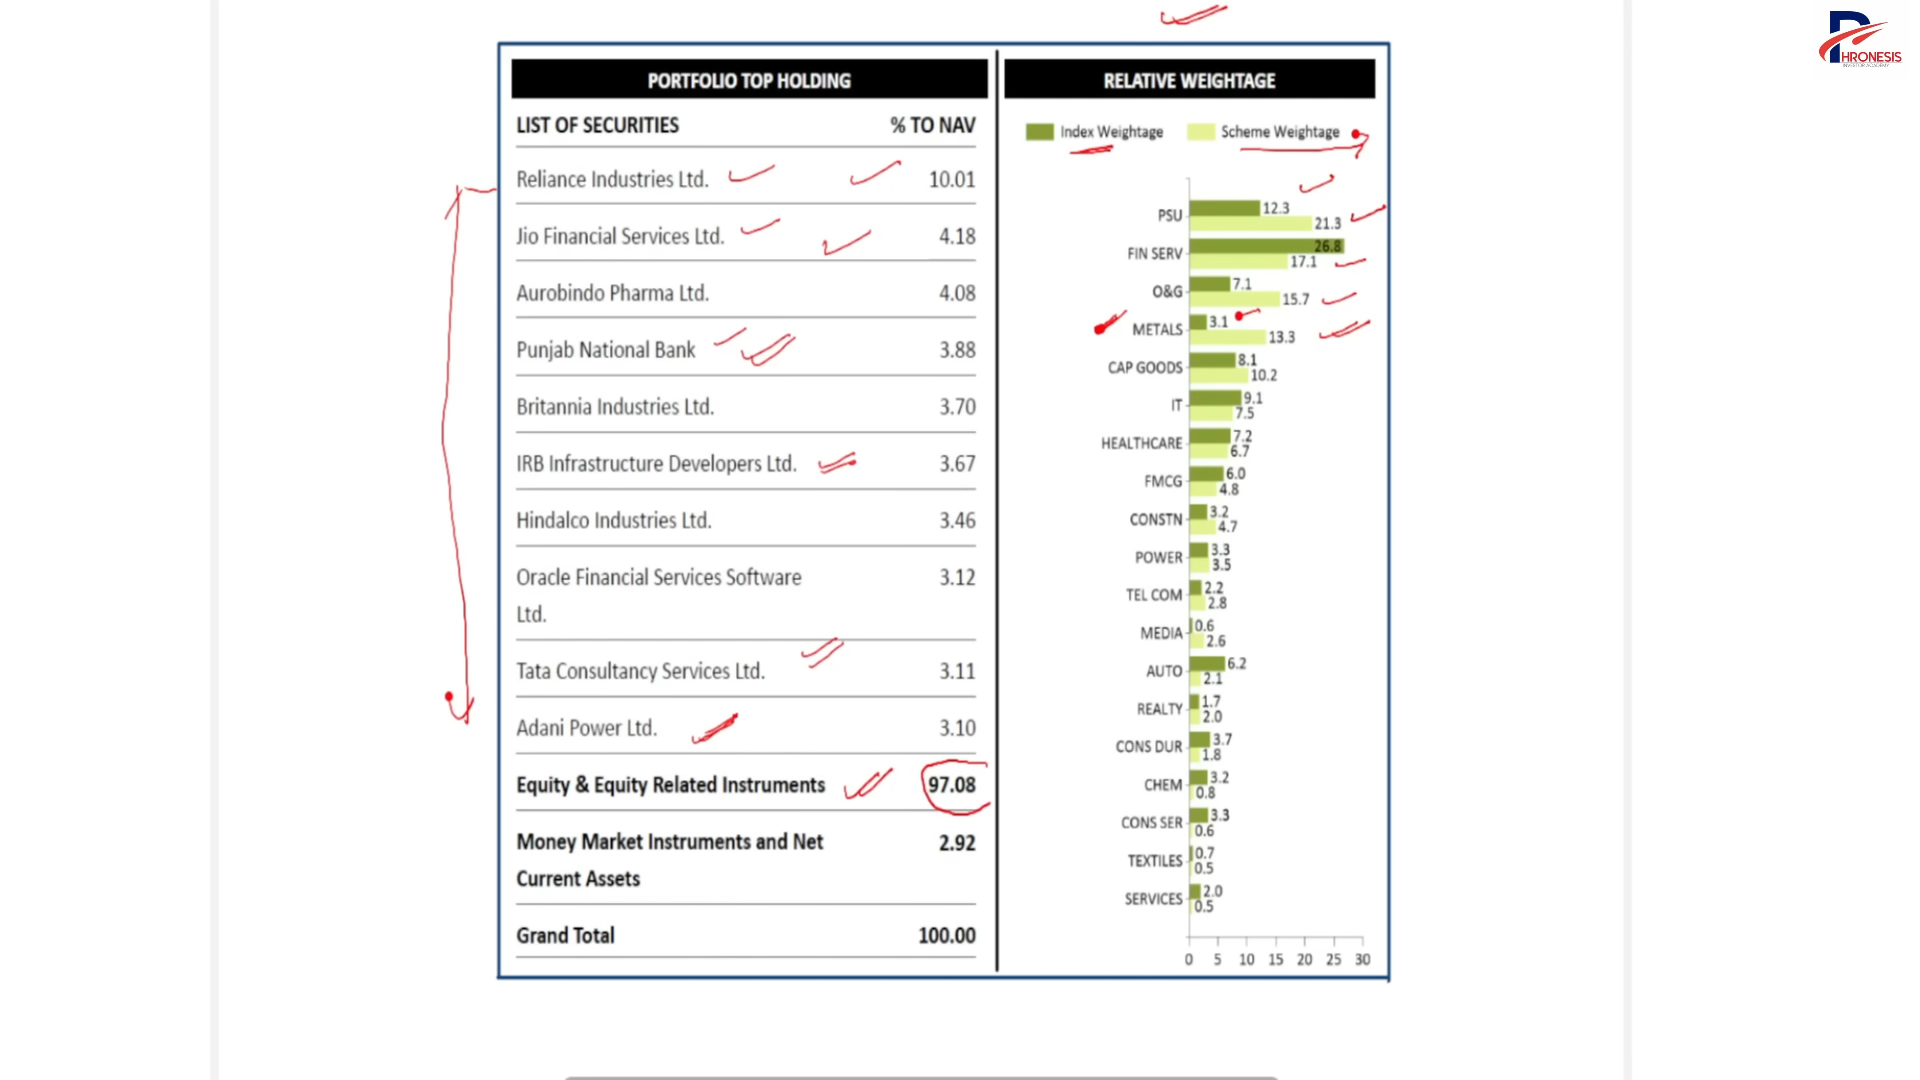 PHRONESIS
INVESTOR ACADEMY
PORTFOLIO TOP HOLDING
LIST OF SECURITIES % TO NAV
Reliance Industries Ltd. 10.01
Jio Financial Services Ltd. 4.18
Aurobindo Pharma Ltd. 4.08
Punjab National Bank 3.88
Britannia Industries Ltd. 3.70
IRB Infrastructure Developers Ltd. 3.67
Hindalco Industries Ltd. 3.46
Oracle Financial Services Software 3.12
Ltd.
Tata Consultancy Services Ltd. 3.11
Adani Power Ltd. 3.10
Equity & Equity Related Instruments 97.08
Money Market Instruments and Net 2.92
Current Assets
Grand Total 100.00
RELATIVE WEIGHTAGE
Index Weightage Scheme Weightage
PSU 12.3
21.3
FIN SERV 26.8
17.1
O&G 7.1
15.7
METALS 3.1
13.3
CAP GOODS 8.1
10.2
IT 9.1
7.5
HEALTHCARE 7.2
6.7
FMCG 6.0
4.8
CONSTN 3.2
4.7
POWER 3.3
3.5
TEL COM 2.2
2.8
MEDIA 0.6
2.6
AUTO 6.2
2.1
REALTY 1.7
2.0
CONS DUR 3.7
1.8
CHEM 3.2
0.8
CONS SER 3.3
0.6
TEXTILES 0.7
0.5
SERVICES 2.0
0.5
0 5 10 15 20 25 30